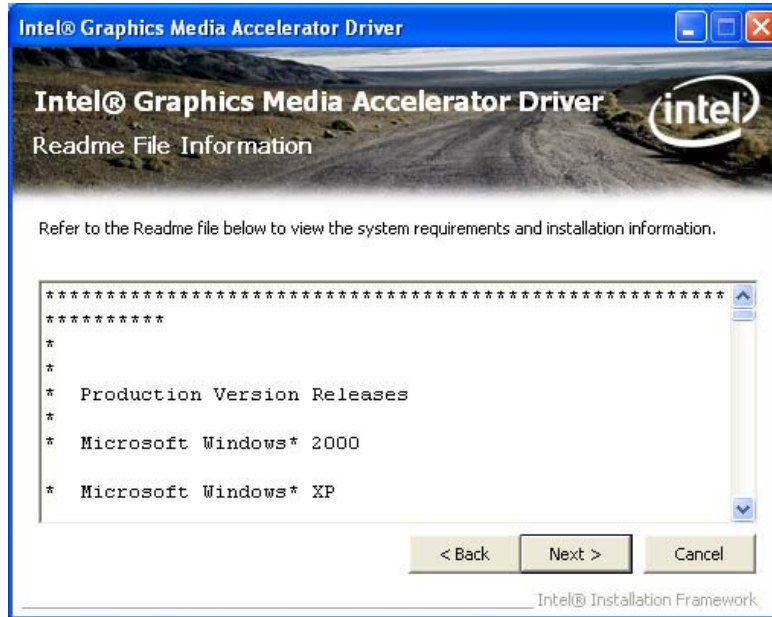 Intel® Graphics Media Accelerator Driver
Intel® Graphics Media Accelerator Driver
intel
Readme File Information
Refer to the Readme file below to view the system requirements and installation information.
********************************************************
**********
*
*
* Production Version Releases
*
* Microsoft Windows* 2000
* Microsoft Windows* XP
< Back
Next >
Cancel
Intel® Installation Framework